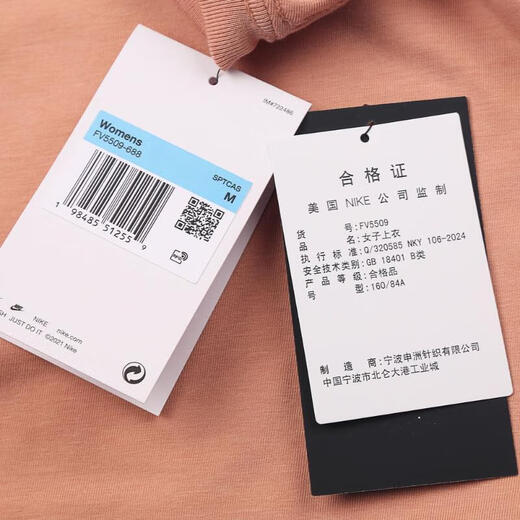 IM#722486
Womens
FV5509-688
SPTCAS
M
1 98485 51255 9
NIKE
nike.com
JUST DO IT ©2021 Nike
合格证
美国 NIKE 公司监制
货号:FV5509
品名:女子上衣
执行标准:Q/320585 NKY 106-2024
安全技术类别:GB 18401 B类
产品等级:合格品
号型:160/84A
制造商:宁波申洲针织有限公司
中国宁波市北仑大港工业城